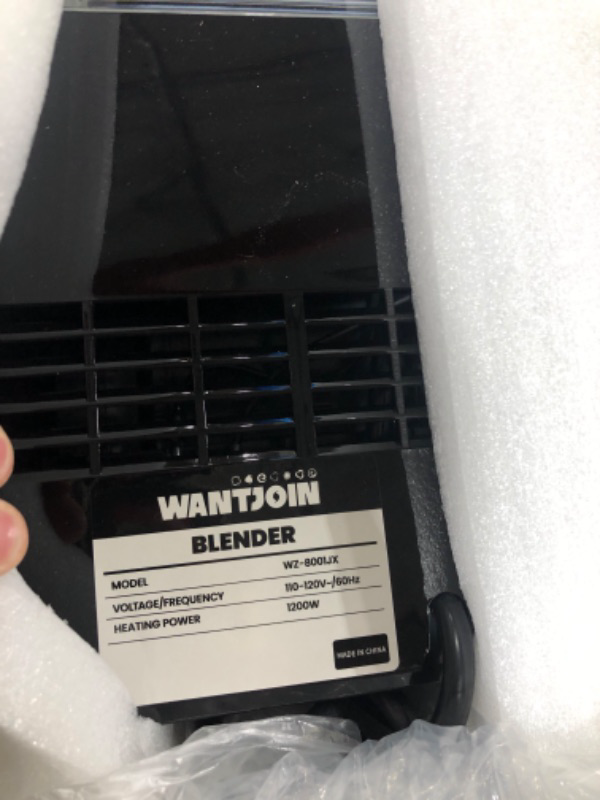 WANTJOIN
BLENDER
MODEL WZ-8001JX
VOLTAGE/FREQUENCY 110-120V~/60Hz
HEATING POWER 1200W
MADE IN CHINA